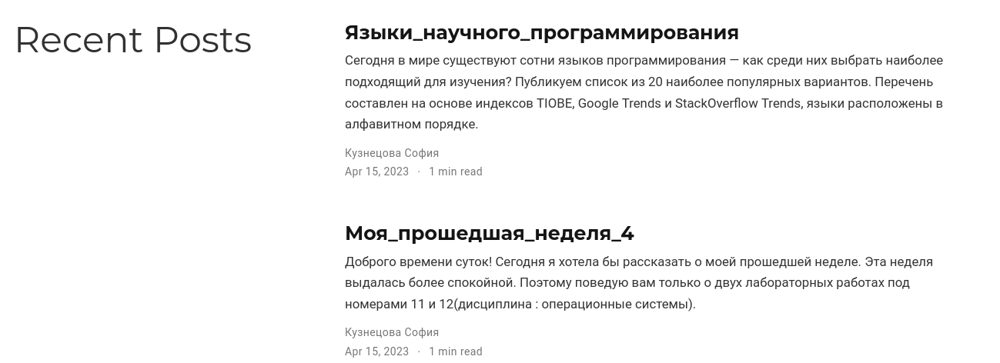 Recent Posts
Языки_научного_программирования
Сегодня в мире существуют сотни языков программирования — как среди них выбрать наиболее
подходящий для изучения? Публикуем список из 20 наиболее популярных вариантов. Перечень
составлен на основе индексов TIOBE, Google Trends и StackOverflow Trends, языки расположены в
алфавитном порядке.
Кузнецова София
Apr 15, 2023 · 1 min read
Моя_прошедшая_неделя_4
Доброго времени суток! Сегодня я хотела бы рассказать о моей прошедшей неделе. Эта неделя
выдалась более спокойной. Поэтому поведую вам только о двух лабораторных работах под
номерами 11 и 12(дисциплина : операционные системы).
Кузнецова София
Apr 15, 2023 · 1 min read